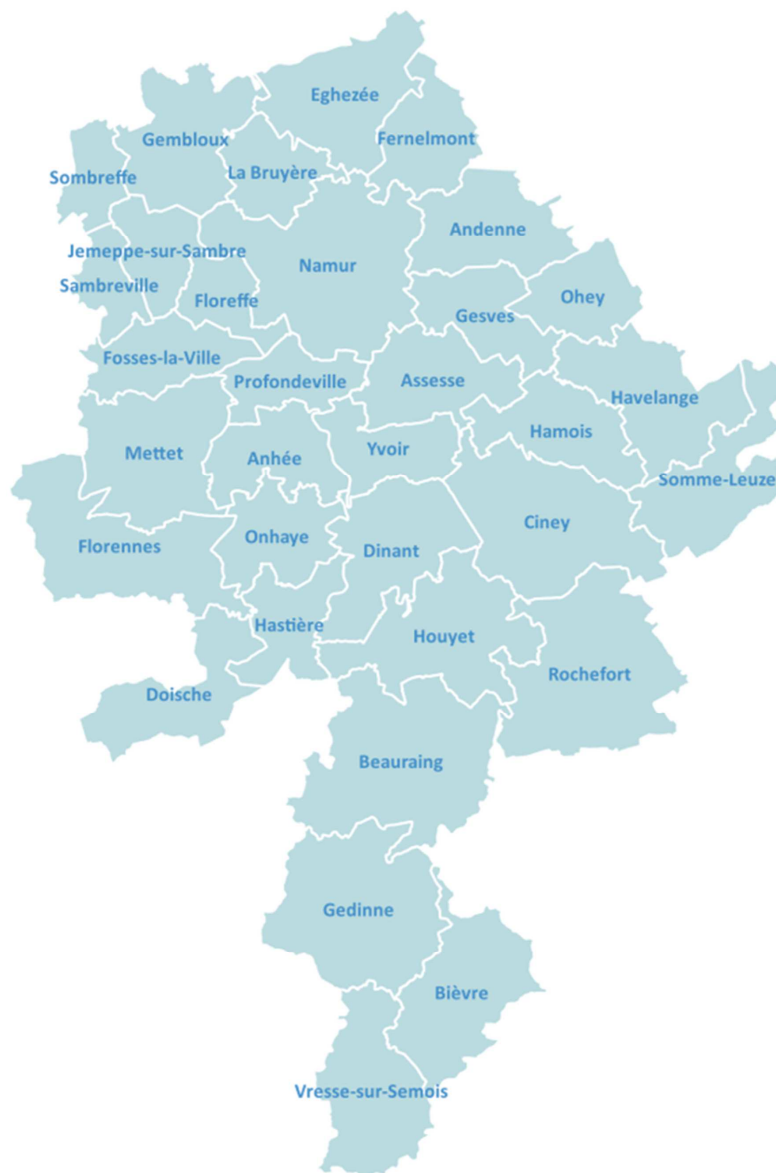 Eghezée
Gembloux
Fernelmont
La Bruyère
Sombreffe
Andenne
Jemeppe-sur-Sambre
Namur
Sambreville
Floreffe
Ohey
Gesves
Fosses-la-Ville
Profondeville
Assesse
Havelange
Hamois
Mettet
Anhée
Yvoir
Somme-Leuze
Ciney
Onhaye
Florennes
Dinant
Hastière
Houyet
Rochefort
Doische
Beauraing
Gedinne
Bièvre
Vresse-sur-Semois